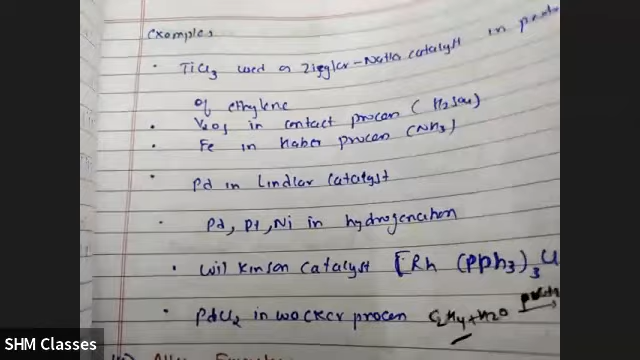 examples
• TiCl3 used as Ziegler-Natta catalyst in
of ethylene
• V2O5 in contact process (H2SO4)
• Fe in Haber process (NH3)
• Pd in Lindlar catalyst
• Pd, Pt, Ni in hydrogenation
• Wilkinson catalyst [Rh (PPh3)3 Cl
• PdCl2 in wacker process C2H4 + H2O
SHM Classes